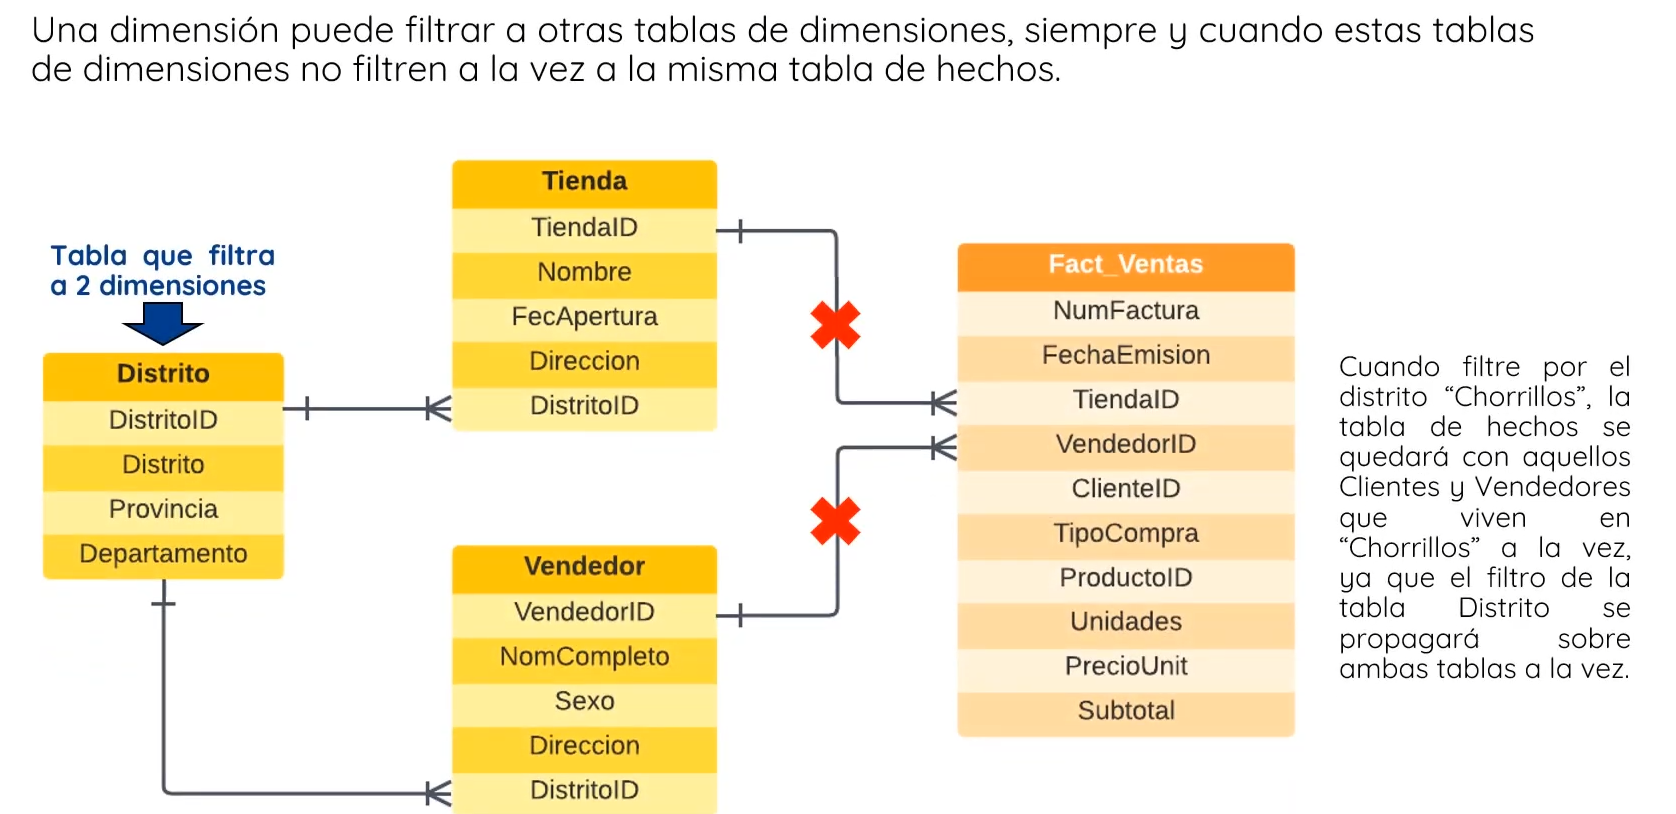 Una dimensión puede filtrar a otras tablas de dimensiones, siempre y cuando estas tablas
de dimensiones no filtren a la vez a la misma tabla de hechos.
Tabla que filtra
a 2 dimensiones
Distrito
DistritoID
Distrito
Provincia
Departamento
Tienda
TiendaID
Nombre
FecApertura
Direccion
DistritoID
Vendedor
VendedorID
NomCompleto
Sexo
Direccion
DistritoID
Fact_Ventas
NumFactura
FechaEmision
TiendaID
VendedorID
ClienteID
TipoCompra
ProductoID
Unidades
PrecioUnit
Subtotal
Cuando filtre por el
distrito “Chorrillos”, la
tabla de hechos se
quedará con aquellos
Clientes y Vendedores
que viven en
“Chorrillos” a la vez,
ya que el filtro de la
tabla Distrito se
propagará sobre
ambas tablas a la vez.